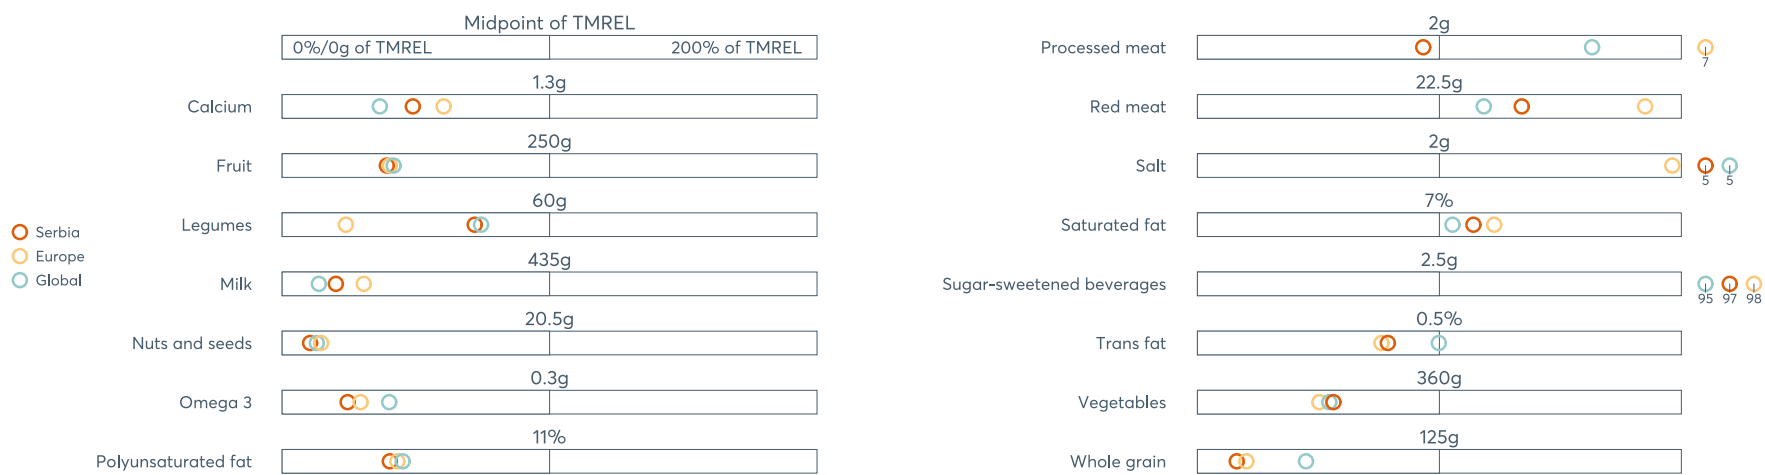 Midpoint of TMREL
0%/0g of TMREL 200% of TMREL
1.3g
Calcium
250g
Fruit
60g
Legumes
435g
Milk
20.5g
Nuts and seeds
0.3g
Omega 3
11%
Polyunsaturated fat
Serbia
Europe
Global
2g
Processed meat
7
22.5g
Red meat
2g
Salt
5 5
7%
Saturated fat
2.5g
Sugar-sweetened beverages
95 97 98
0.5%
Trans fat
360g
Vegetables
125g
Whole grain